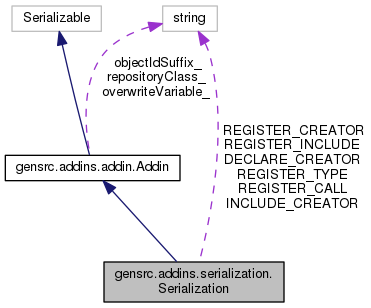 Serializable
string
objectIdSuffix_
repositoryClass_
overwriteVariable_
REGISTER_CREATOR
REGISTER_INCLUDE
DECLARE_CREATOR
REGISTER_TYPE
REGISTER_CALL
INCLUDE_CREATOR
gensrc.addins.addin.Addin
gensrc.addins.serialization.
Serialization